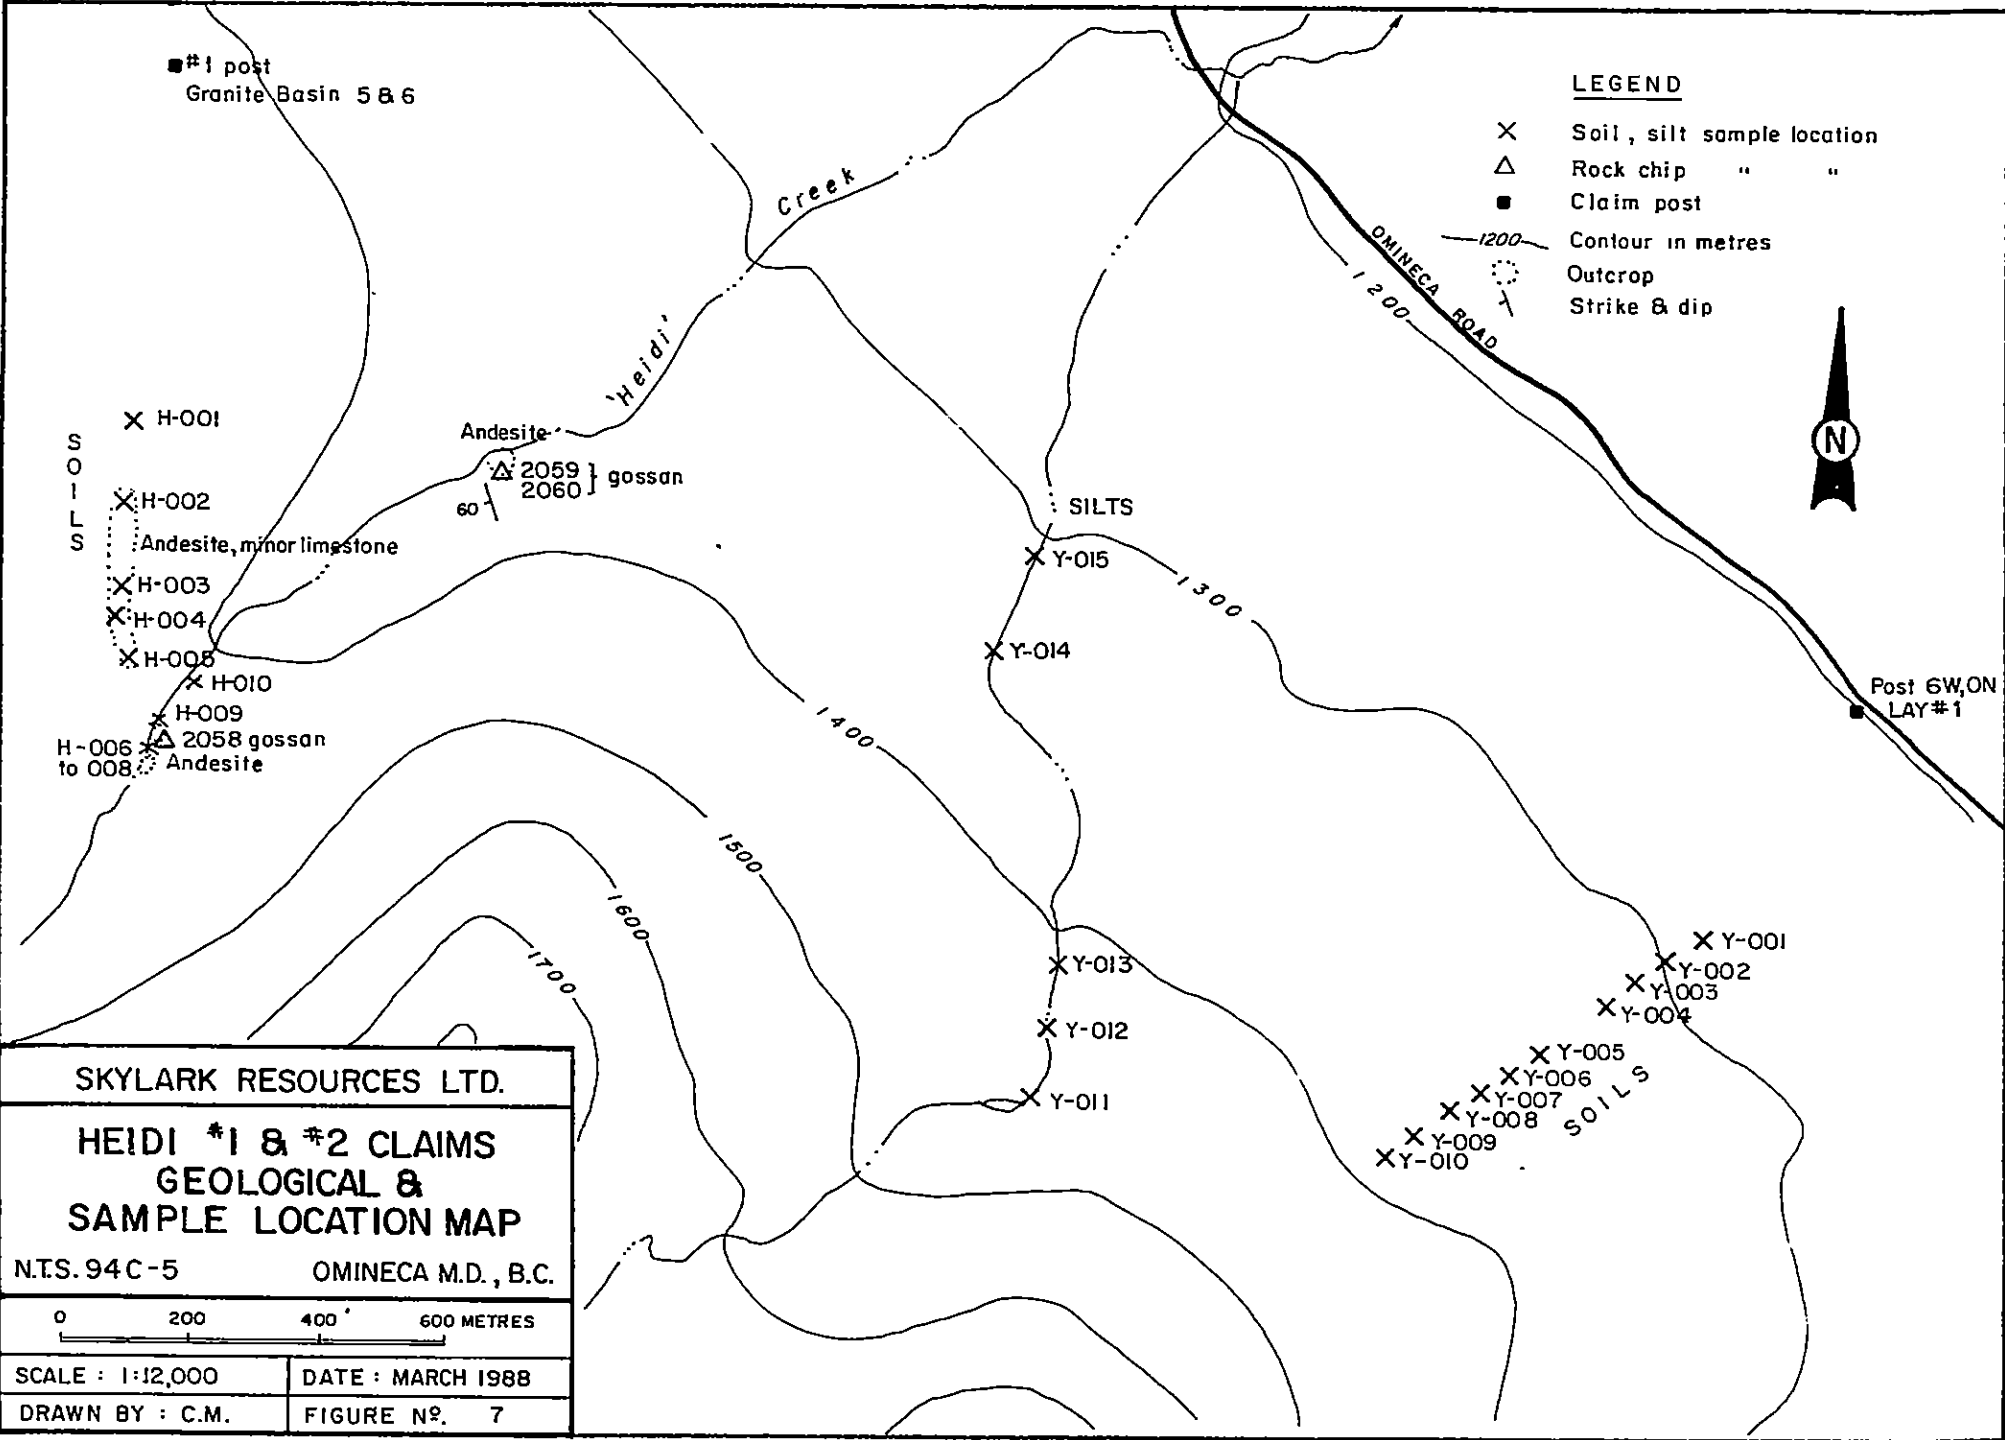 #1 post
Granite Basin 5 & 6
LEGEND
Soil, silt sample location
Rock chip " "
Claim post
1200 Contour in metres
Outcrop
Strike & dip
Creek
'Heidi'
OMINECA ROAD
1200
N
SOILS
H-001
H-002
Andesite, minor limestone
H-003
H-004
H-005
H-010
H-009
2058 gossan
H-006
to 008
Andesite
Andesite
2059 } gossan
2060
60
SILTS
Y-015
Y-014
1300
Post 6W, ON
LAY #1
1400
1500
1600
1700
Y-013
Y-012
Y-011
Y-001
Y-002
Y-003
Y-004
Y-005
Y-006
Y-007
Y-008
Y-009
Y-010
SOILS
SKYLARK RESOURCES LTD.
HEIDI #1 & #2 CLAIMS
GEOLOGICAL &
SAMPLE LOCATION MAP
N.T.S. 94C-5 OMINECA M.D., B.C.
0 200 400 600 METRES
SCALE : 1:12,000 DATE : MARCH 1988
DRAWN BY : C.M. FIGURE Nº. 7